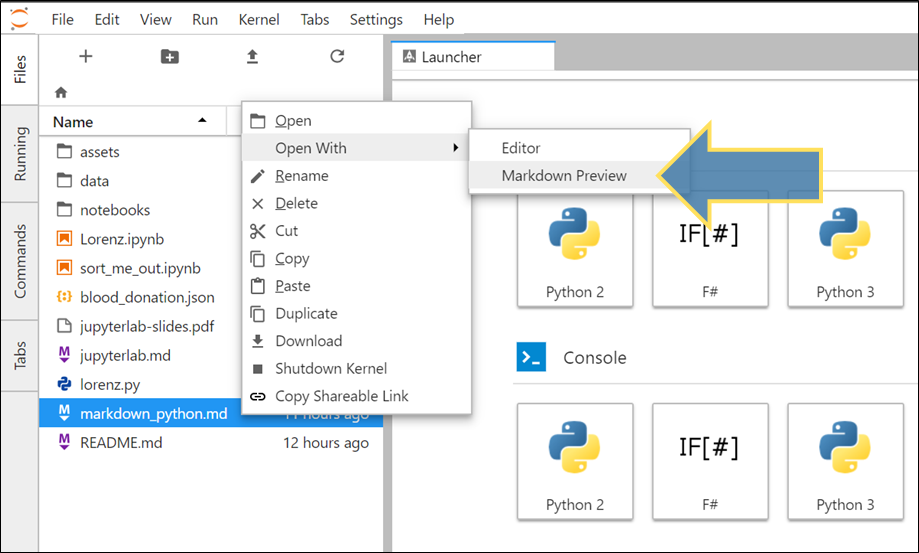 File Edit View Run Kernel Tabs Settings Help
Files
Running
Commands
Tabs
Name
assets
data
notebooks
Lorenz.ipynb
sort_me_out.ipynb
blood_donation.json
jupyterlab-slides.pdf
jupyterlab.md
lorenz.py
markdown_python.md 11 hours ago
README.md 12 hours ago
Open
Open With
Rename
Delete
Cut
Copy
Paste
Duplicate
Download
Shutdown Kernel
Copy Shareable Link
Editor
Markdown Preview
Launcher
IF[#]
Python 2 F# Python 3
Console
IF[#]
Python 2 F# Python 3